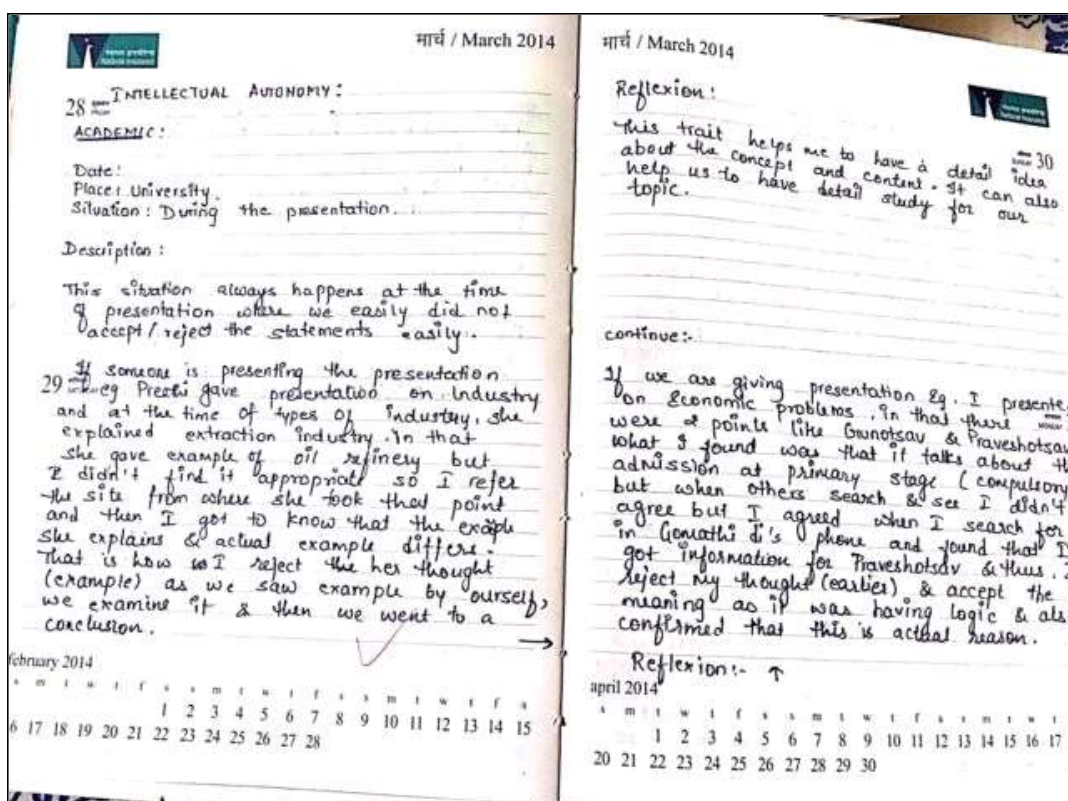 मार्च / March 2014
28
INTELLECTUAL AUTONOMY :
ACADEMIC :
Date :
Place : University.
Situation : During the presentation.
Description :
This situation always happens at the time
of presentation where we easily did not
accept / reject the statements easily.
If someone is presenting the presentation
29
eg Preeti gave presentation on Industry
and at the time of types of industry, she
explained extraction industry. In that
she gave example of oil refinery but
I didn't find it appropriate so I refer
the site from where she took that point
and then I got to know that the
she explains & actual example differs.
That is how I reject her thought
(example) as we saw example by ourself,
we examine it & then we went to a
conclusion.
→
february 2014
s m t w t f s s m t w t f s s m t w t f s
1 2 3 4 5 6 7 8 9 10 11 12 13 14 15
6 17 18 19 20 21 22 23 24 25 26 27 28
मार्च / March 2014
Reflexion :
30
This trait helps me to have a detail idea
about the concept and content. It can also
help us to have detail study for our
topic.
continue :-
If we are giving presentation Eg. I presente
on Economic problems. in that there
were 2 points like Gunotsav & Praveshotsav
what I found was that it talks about th
admission at primary stage (compulsory
but when others search & see I didn't
agree but I agreed when I search for
in Gomathi di's phone and found that I
got information for Praveshotsav & thus.
reject my thought (earlier) & accept the
meaning as it was having logic & als
confirmed that this is actual reason.
Reflexion :- ↑
april 2014
s m t w t f s s m t w t f s s m t
1 2 3 4 5 6 7 8 9 10 11 12 13 14 15 16 17
20 21 22 23 24 25 26 27 28 29 30